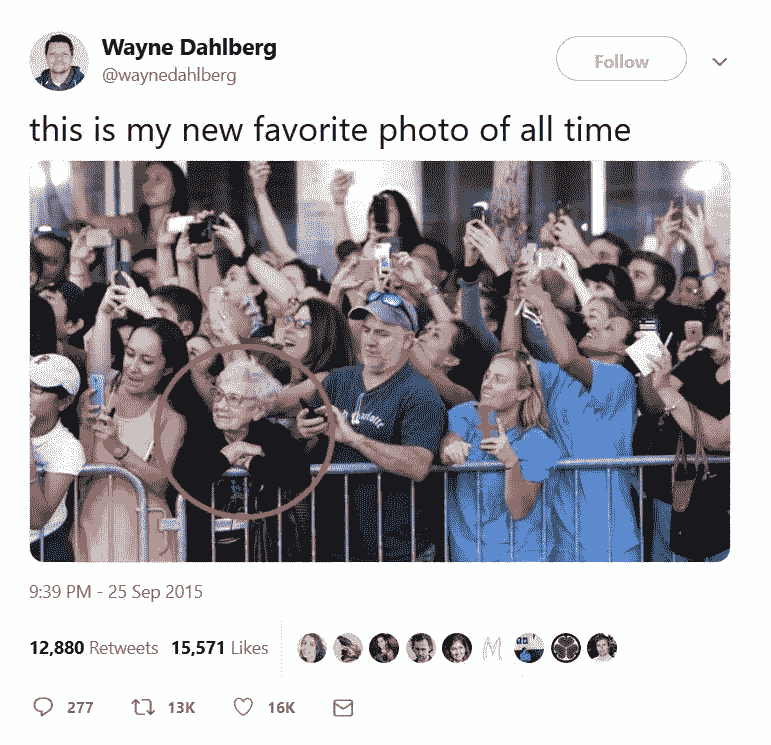 Wayne Dahlberg
@waynedahlberg
Follow
this is my new favorite photo of all time
9:39 PM - 25 Sep 2015
12,880 Retweets 15,571 Likes
277 13K 16K